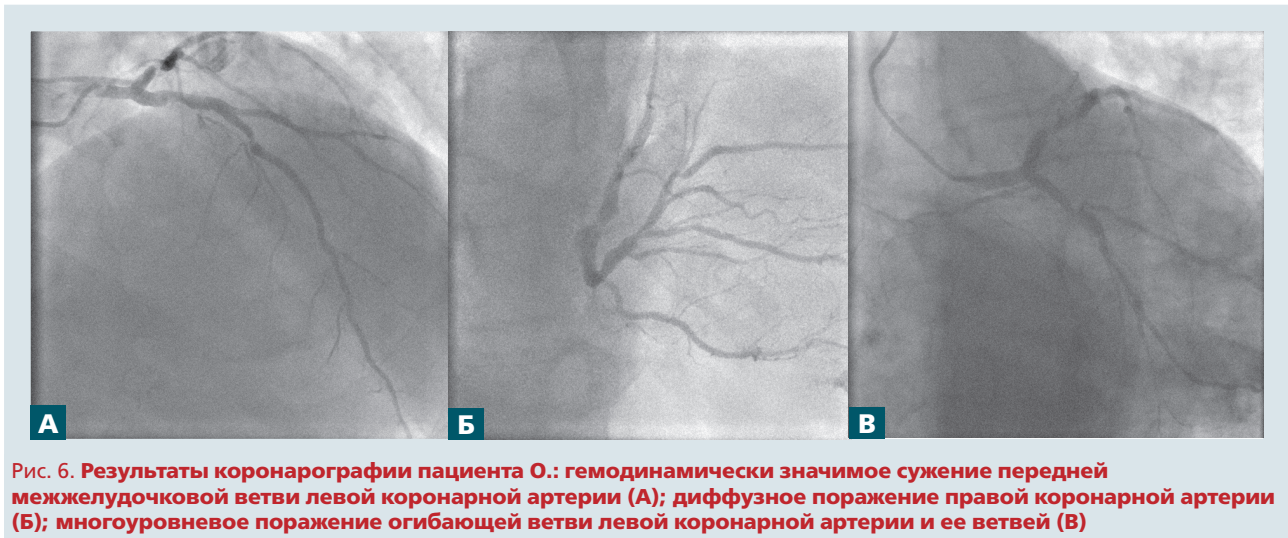 А
Б
В
Рис. 6. Результаты коронарографии пациента О.: гемодинамически значимое сужение передней
межжелудочковой ветви левой коронарной артерии (А); диффузное поражение правой коронарной артерии
(Б); многоуровневое поражение огибающей ветви левой коронарной артерии и ее ветвей (В)